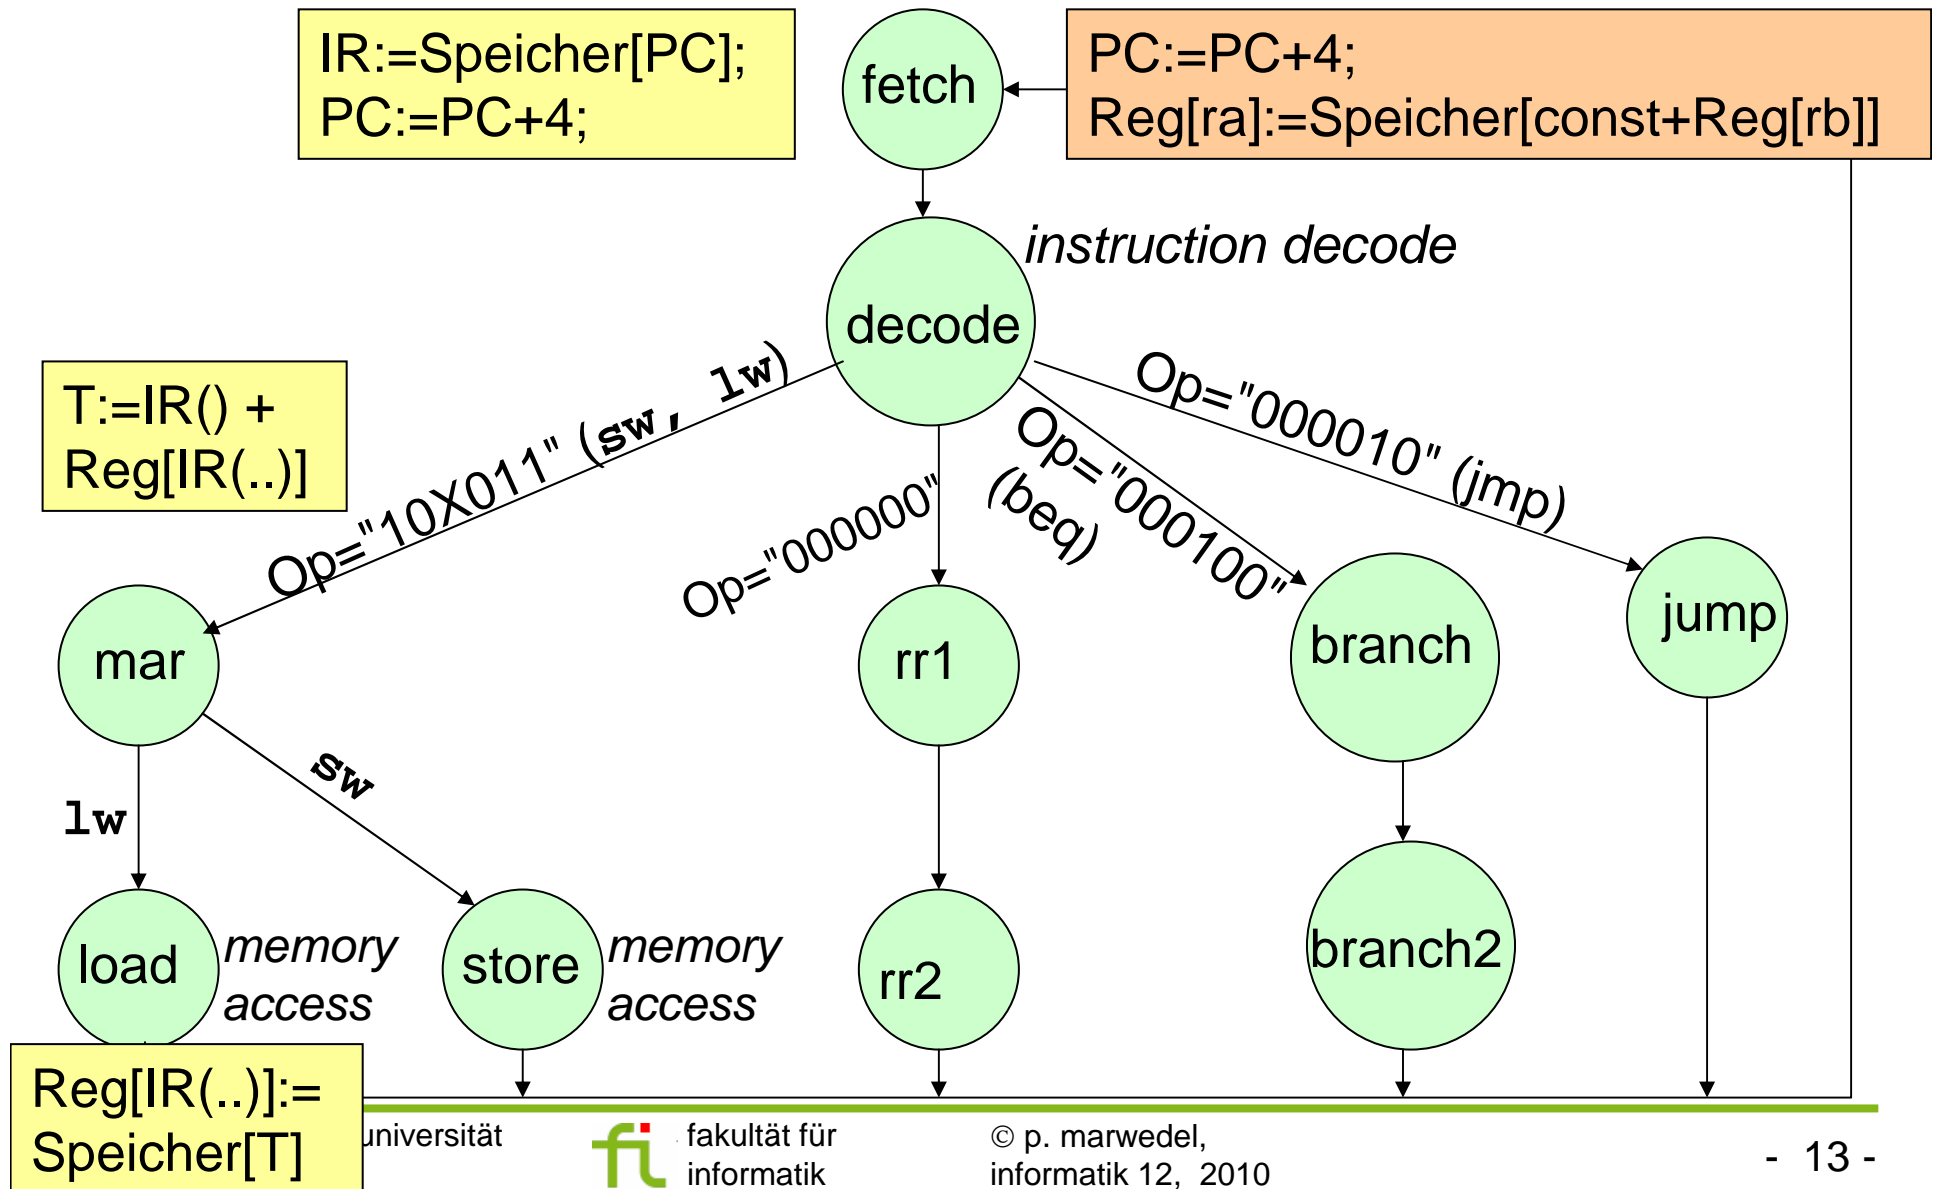 IR:=Speicher[PC];
PC:=PC+4;
fetch
PC:=PC+4;
Reg[ra]:=Speicher[const+Reg[rb]]
instruction decode
decode
T:=IR() +
Reg[IR(..)]
Op="10X011" (sw, lw)
Op="000000"
Op="000100"
(beq)
Op="000010" (jmp)
mar
rr1
branch
jump
lw
sw
load
memory
access
store
memory
access
rr2
branch2
Reg[IR(..)]:=
Speicher[T]
universität
fakultät für
informatik
© p. marwedel,
informatik 12, 2010
- 13 -